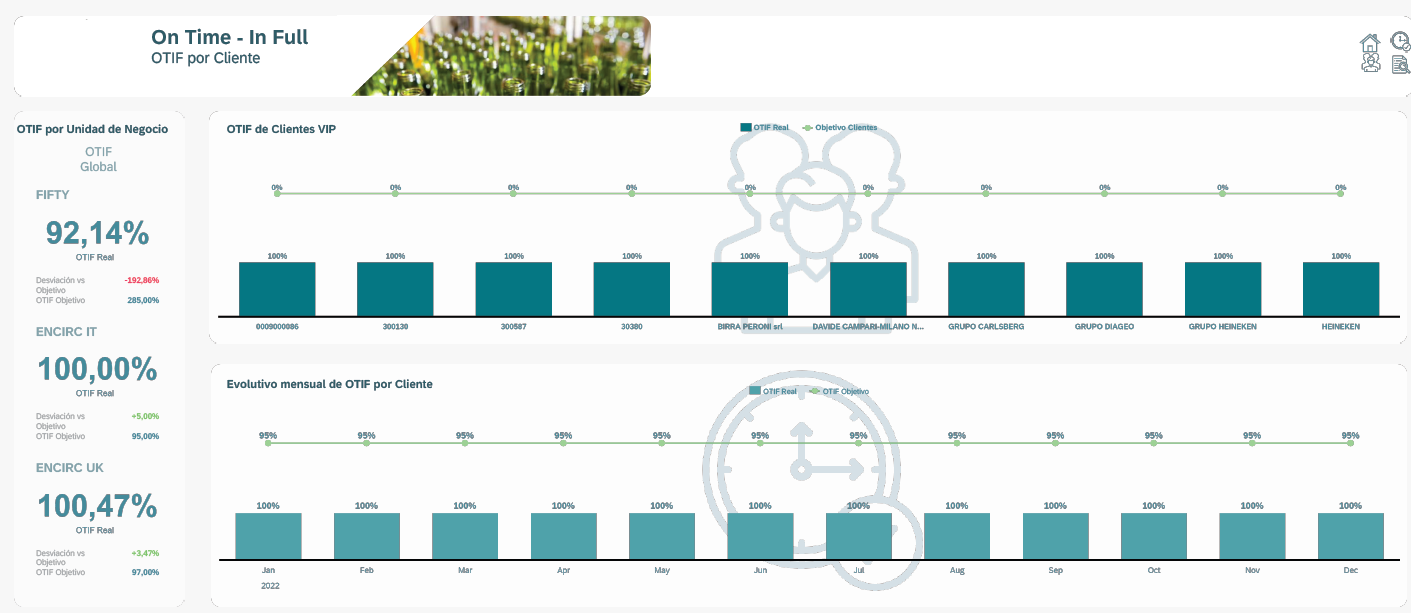 On Time - In Full
OTIF por Cliente
OTIF por Unidad de Negocio
OTIF
Global
FIFTY
92,14%
OTIF Real
Desviación vs
Objetivo
-192,86%
OTIF Objetivo
285,00%
ENCIRC IT
100,00%
OTIF Real
Desviación vs
Objetivo
+5,00%
OTIF Objetivo
95,00%
ENCIRC UK
100,47%
OTIF Real
Desviación vs
Objetivo
+3,47%
OTIF Objetivo
97,00%
OTIF de Clientes VIP
OTIF Real Objetivo Clientes
0% 0% 0% 0% 0% 0% 0% 0% 0% 0%
100% 100% 100% 100% 100% 100% 100% 100% 100% 100%
0009000086 300130 300587 30380 BIRRA PERONI srl DAVIDE CAMPARI-MILANO N... GRUPO CARLSBERG GRUPO DIAGEO GRUPO HEINEKEN HEINEKEN
Evolutivo mensual de OTIF por Cliente
OTIF Real OTIF Objetivo
95% 95% 95% 95% 95% 95% 95% 95% 95% 95% 95% 95%
100% 100% 100% 100% 100% 100% 100% 100% 100% 100% 100% 100%
Jan Feb Mar Apr May Jun Jul Aug Sep Oct Nov Dec
2022